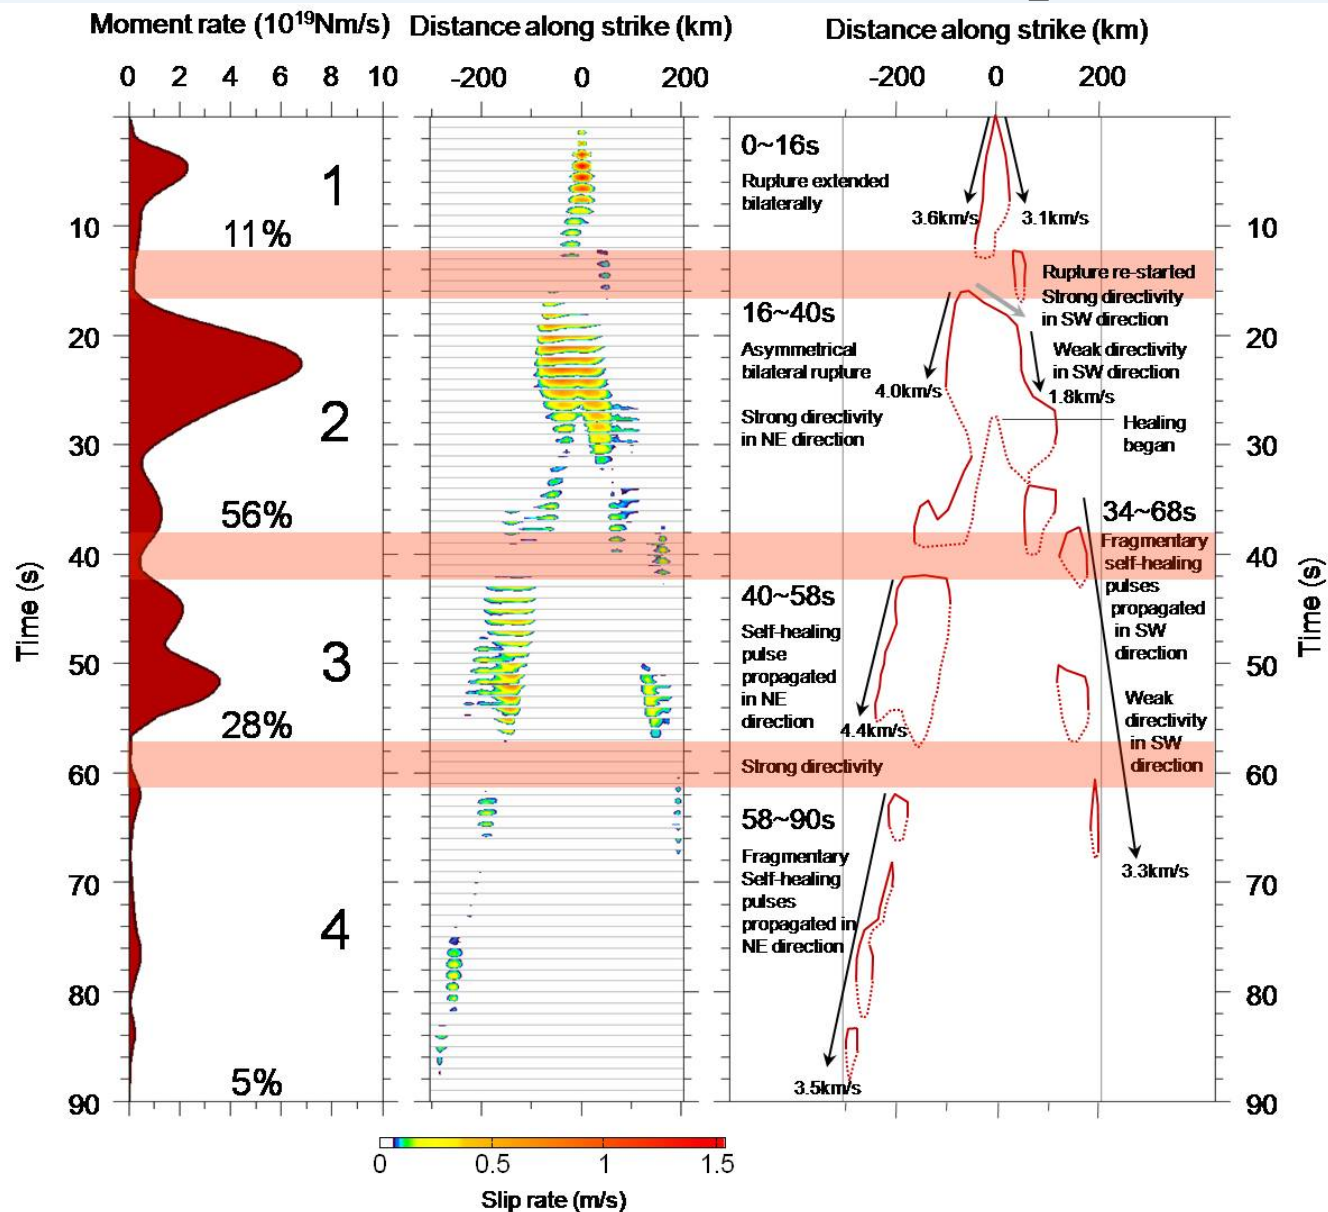 Moment rate (10¹⁹Nm/s) Distance along strike (km) Distance along strike (km)
0 2 4 6 8 10 -200 0 200 -200 0 200
0~16s
Rupture extended
bilaterally
3.6km/s 3.1km/s
1
11%
10 10
Rupture re-started
Strong directivity
in SW direction
16~40s
Asymmetrical
bilateral rupture
Strong directivity
in NE direction
20 20
Weak directivity
in SW direction
4.0km/s 1.8km/s
2
Healing
began
30 30
56%
34~68s
Fragmentary
self-healing
pulses
propagated
in SW
direction
40 40
40~58s
Self-healing
pulse
propagated
in NE
direction
Time (s) Time (s)
3
50 50
28%
4.4km/s
Weak
directivity
in SW
direction
Strong directivity
60 60
58~90s
Fragmentary
Self-healing
pulses
propagated in
NE direction
3.3km/s
70 70
4
80 80
5%
3.5km/s
90 90
0 0.5 1 1.5
Slip rate (m/s)